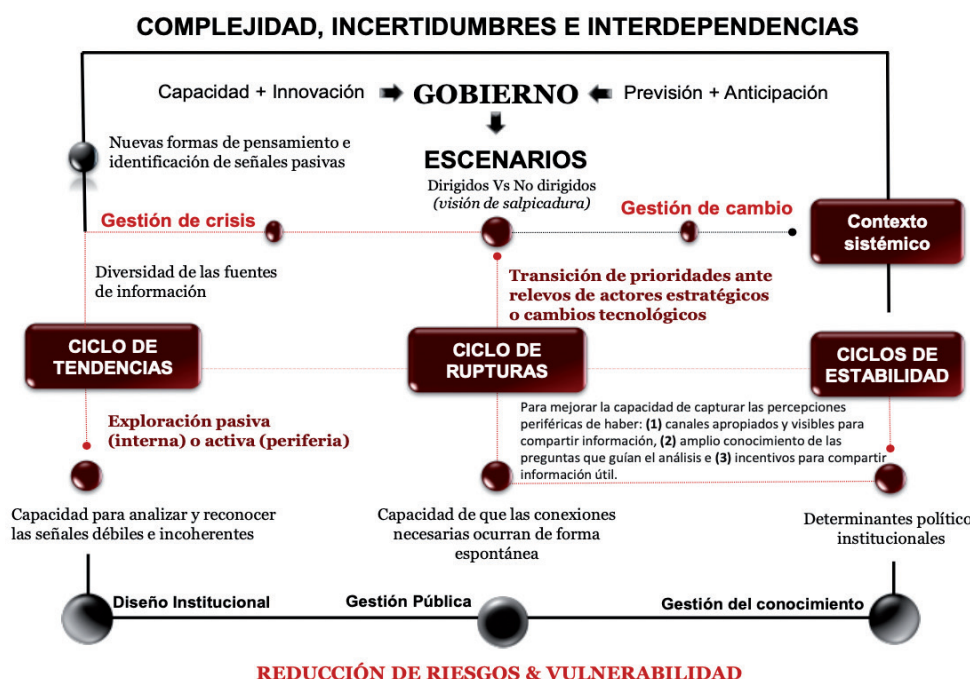 COMPLEJIDAD, INCERTIDUMBRES E INTERDEPENDENCIAS
Capacidad + Innovación
GOBIERNO
Previsión + Anticipación
Nuevas formas de pensamiento e
identificación de señales pasivas
ESCENARIOS
Dirigidos Vs No dirigidos
(visión de salpicadura)
Gestión de crisis
Gestión de cambio
Contexto
sistémico
Diversidad de las fuentes
de información
Transición de prioridades ante
relevos de actores estratégicos
o cambios tecnológicos
CICLO DE
TENDENCIAS
CICLO DE
RUPTURAS
CICLOS DE
ESTABILIDAD
Exploración pasiva
(interna) o activa (periferia)
Para mejorar la capacidad de capturar las percepciones
periféricas de haber: (1) canales apropiados y visibles para
compartir información, (2) amplio conocimiento de las
preguntas que guían el análisis e (3) incentivos para compartir
información útil.
Capacidad para analizar y reconocer
las señales débiles e incoherentes
Capacidad de que las conexiones
necesarias ocurran de forma
espontánea
Determinantes político
institucionales
Diseño Institucional
Gestión Pública
Gestión del conocimiento
REDUCCIÓN DE RIESGOS & VULNERABILIDAD